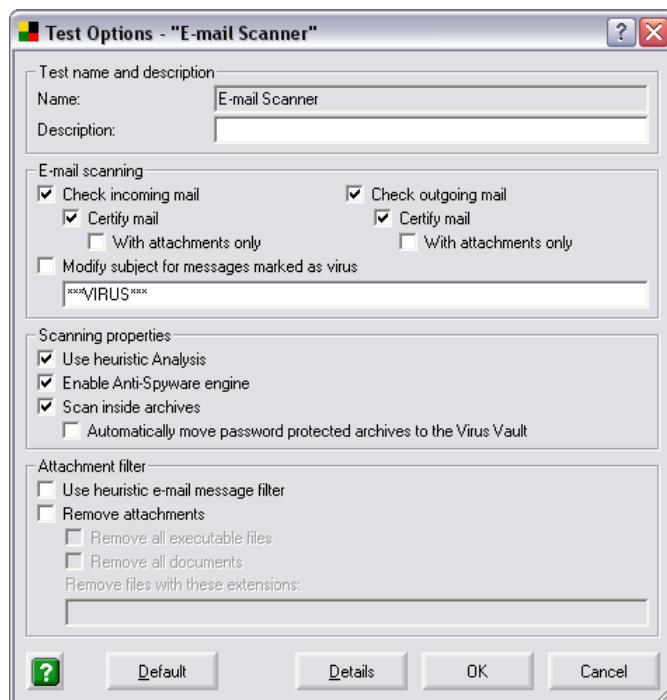 Test Options - "E-mail Scanner"
?
Test name and description
Name: E-mail Scanner
Description:
E-mail scanning
Check incoming mail Check outgoing mail
Certify mail Certify mail
With attachments only With attachments only
Modify subject for messages marked as virus
***VIRUS***
Scanning properties
Use heuristic Analysis
Enable Anti-Spyware engine
Scan inside archives
Automatically move password protected archives to the Virus Vault
Attachment filter
Use heuristic e-mail message filter
Remove attachments
Remove all executable files
Remove all documents
Remove files with these extensions:
? Default Details OK Cancel